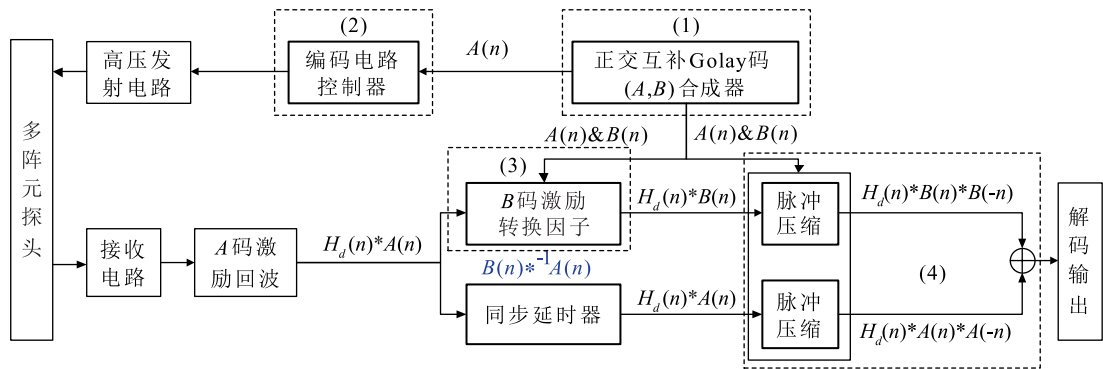 (2)
(1)
高压发
射电路
编码电路
控制器
A(n)
正交互补Golay码
(A,B)合成器
多阵元探头
A(n)&B(n)
A(n)&B(n)
(3)
B码激励
转换因子
H_d(n)*B(n)
脉冲
压缩
H_d(n)*B(n)*B(-n)
接收
电路
A码激
励回波
H_d(n)*A(n)
B(n)*⁻¹A(n)
(4)
解码输出
同步延时器
H_d(n)*A(n)
脉冲
压缩
H_d(n)*A(n)*A(-n)